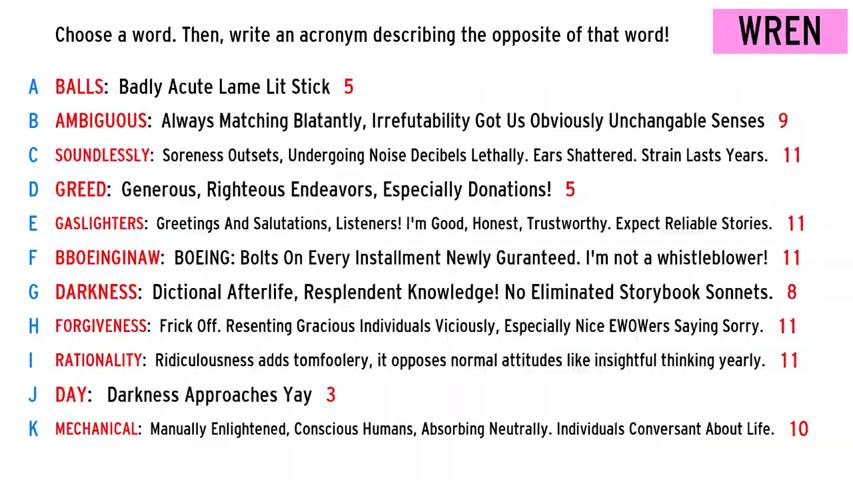 Choose a word. Then, write an acronym describing the opposite of that word!
WREN
A BALLS: Badly Acute Lame Lit Stick 5
B AMBIGUOUS: Always Matching Blatantly, Irrefutability Got Us Obviously Unchangable Senses 9
C SOUNDLESSLY: Soreness Outsets, Undergoing Noise Decibels Lethally. Ears Shattered. Strain Lasts Years. 11
D GREED: Generous, Righteous Endeavors, Especially Donations! 5
E GASLIGHTERS: Greetings And Salutations, Listeners! I'm Good, Honest, Trustworthy. Expect Reliable Stories. 11
F BBOEINGINAW: BOEING: Bolts On Every Installment Newly Guranteed. I'm not a whistleblower! 11
G DARKNESS: Dictional Afterlife, Resplendent Knowledge! No Eliminated Storybook Sonnets. 8
H FORGIVENESS: Frick Off. Resenting Gracious Individuals Viciously, Especially Nice EWOWers Saying Sorry. 11
I RATIONALITY: Ridiculousness adds tomfoolery, it opposes normal attitudes like insightful thinking yearly. 11
J DAY: Darkness Approaches Yay 3
K MECHANICAL: Manually Enlightened, Conscious Humans, Absorbing Neutrally. Individuals Conversant About Life. 10